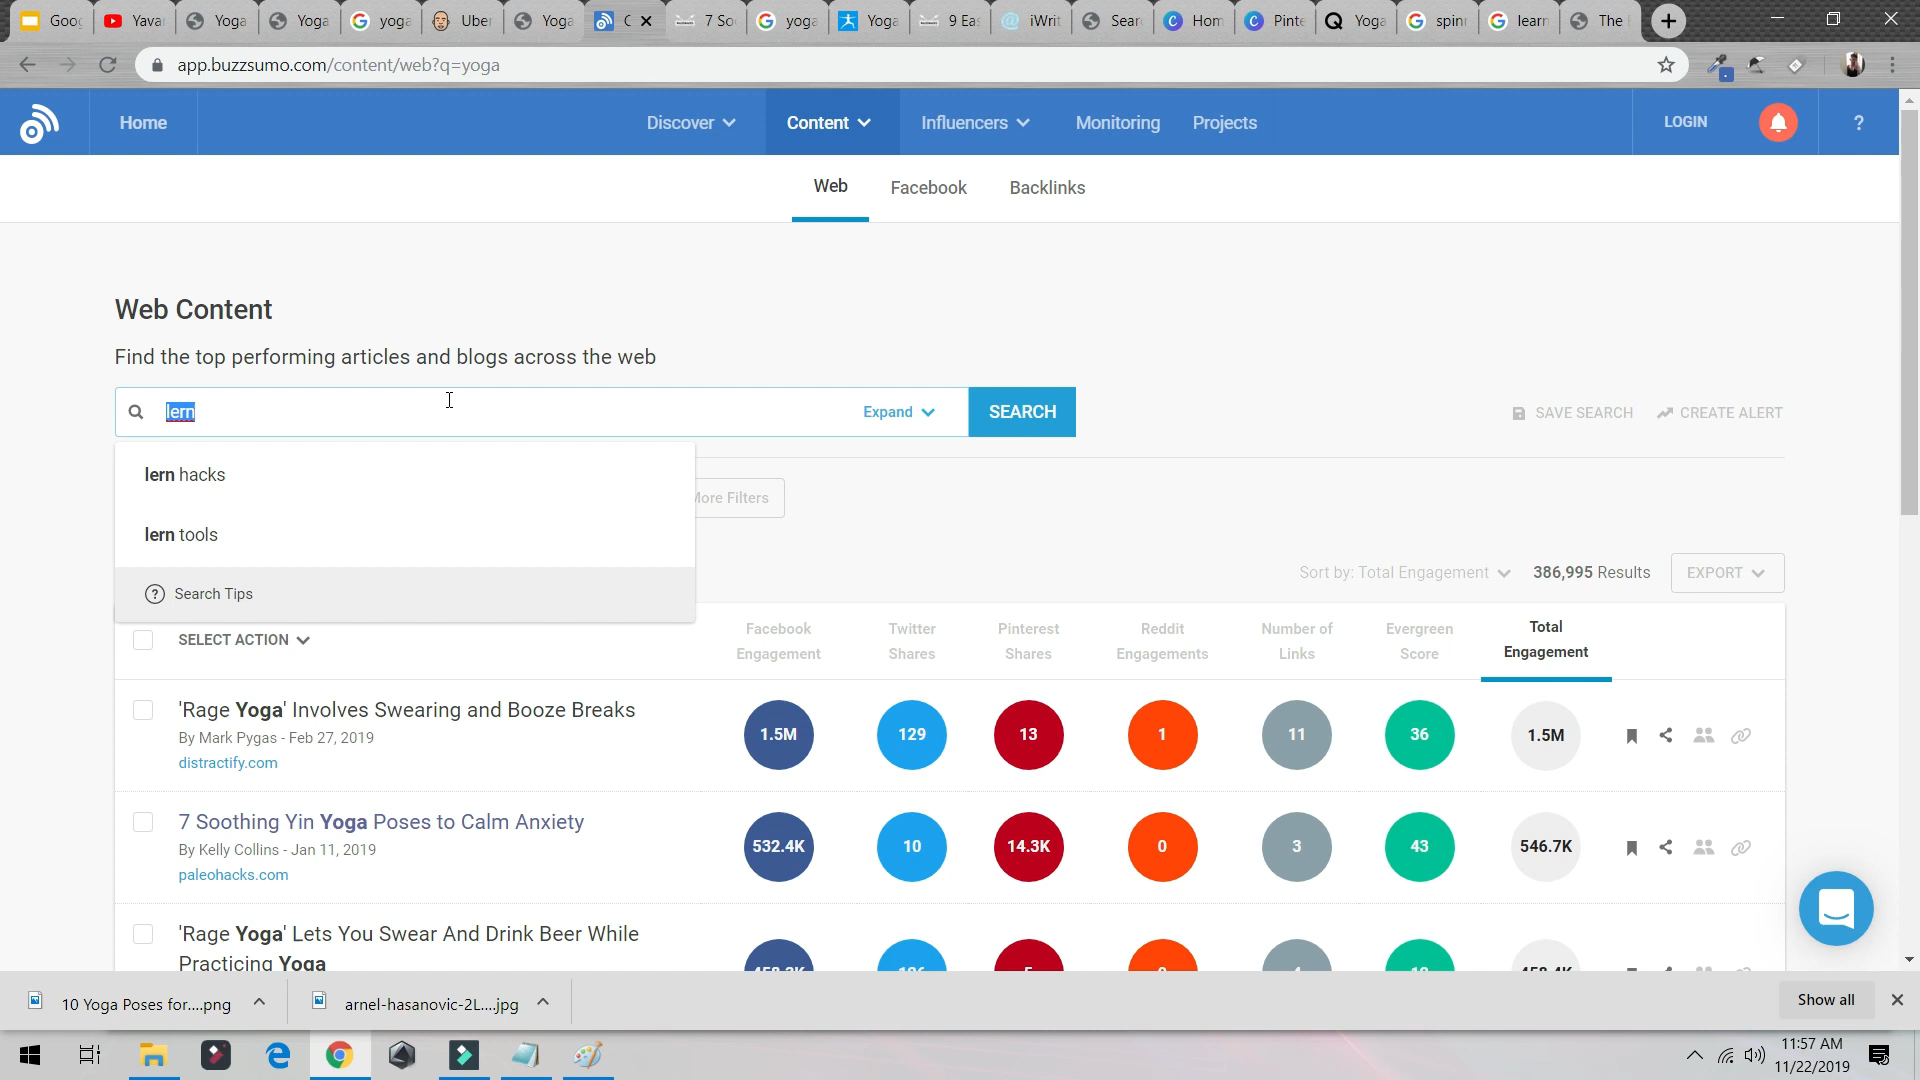 Goog
Yavan
Yoga
Yoga
yoga
Uber
Yoga
C
7 Soo
yoga
Yoga
9 Eas
iWrit
Sear
Hom
Pinte
Yoga
spinn
learn
The
app.buzzsumo.com/content/web?q=yoga
Home
Discover
Content
Influencers
Monitoring
Projects
LOGIN
?
Web
Facebook
Backlinks
Web Content
Find the top performing articles and blogs across the web
lern
Expand
SEARCH
SAVE SEARCH
CREATE ALERT
lern hacks
More Filters
lern tools
Search Tips
Sort by: Total Engagement
386,995 Results
EXPORT
SELECT ACTION
Facebook Engagement
Twitter Shares
Pinterest Shares
Reddit Engagements
Number of Links
Evergreen Score
Total Engagement
'Rage Yoga' Involves Swearing and Booze Breaks
By Mark Pygas - Feb 27, 2019
distractify.com
1.5M
129
13
1
11
36
1.5M
7 Soothing Yin Yoga Poses to Calm Anxiety
By Kelly Collins - Jan 11, 2019
paleohacks.com
532.4K
10
14.3K
0
3
43
546.7K
'Rage Yoga' Lets You Swear And Drink Beer While
Practicing Yoga
10 Yoga Poses for....png
arnel-hasanovic-2L....jpg
Show all
11:57 AM
11/22/2019